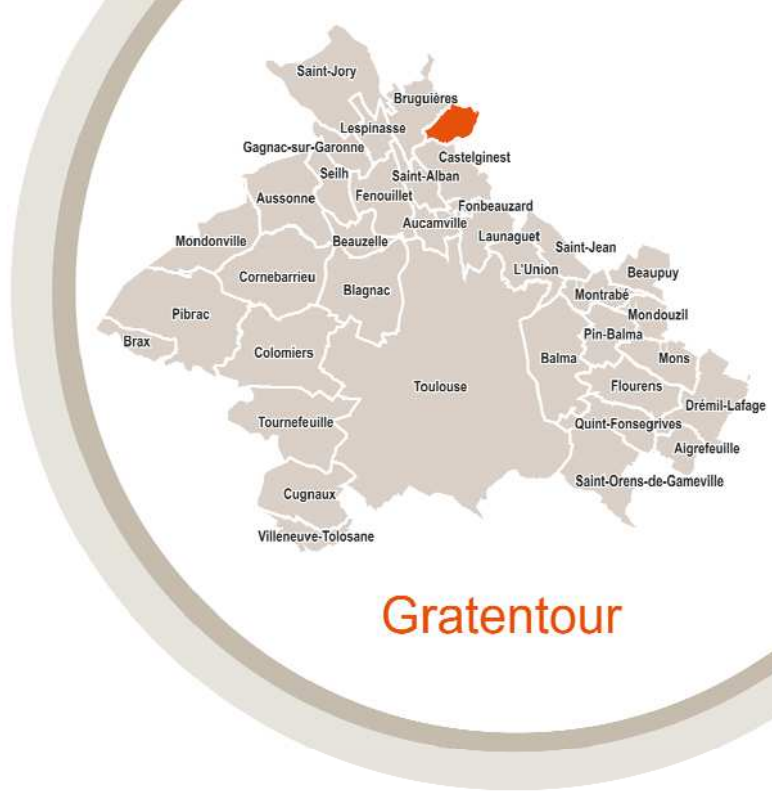 Saint-Jory
Bruguières
Lespinasse
Gagnac-sur-Garonne
Castelginest
Seilh
Saint-Alban
Aussonne
Fenouillet
Fonbeauzard
Aucamville
Mondonville
Beauzelle
Launaguet
Saint-Jean
L'Union
Beaupuy
Cornebarrieu
Blagnac
Montrabé
Pibrac
Mondouzil
Brax
Pin-Balma
Colomiers
Balma
Mons
Toulouse
Flourens
Drémil-Lafage
Tournefeuille
Quint-Fonsegrives
Aigrefeuille
Saint-Orens-de-Gameville
Cugnaux
Villeneuve-Tolosane
Gratentour